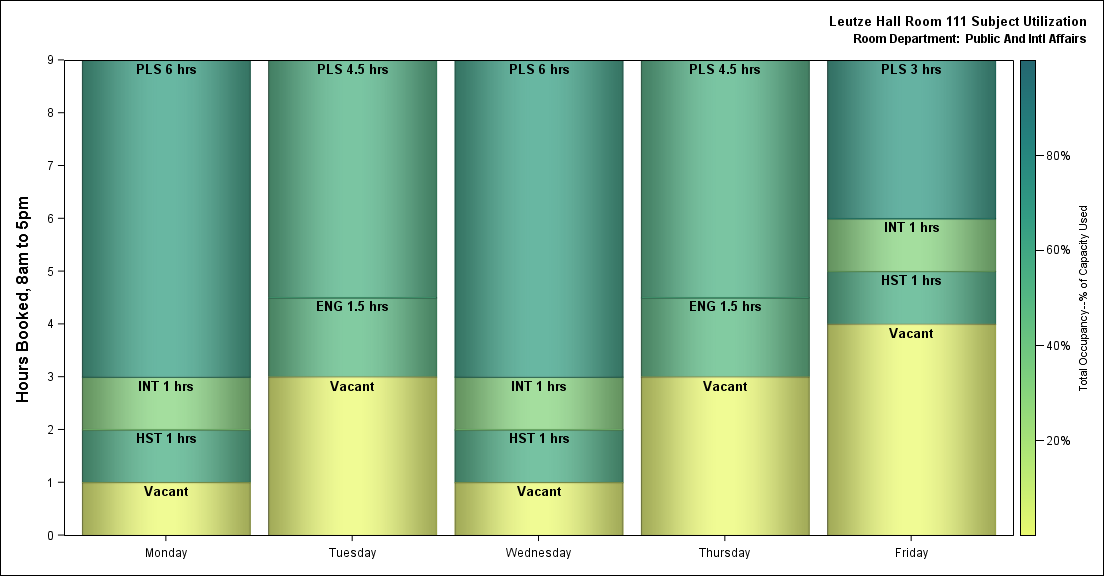 Leutze Hall Room 111 Subject Utilization
Room Department: Public And Intl Affairs
Hours Booked, 8am to 5pm
9
8
7
6
5
4
3
2
1
0
PLS 6 hrs
INT 1 hrs
HST 1 hrs
Vacant
PLS 4.5 hrs
ENG 1.5 hrs
Vacant
PLS 6 hrs
INT 1 hrs
HST 1 hrs
Vacant
PLS 4.5 hrs
ENG 1.5 hrs
Vacant
PLS 3 hrs
INT 1 hrs
HST 1 hrs
Vacant
Monday
Tuesday
Wednesday
Thursday
Friday
80%
60%
40%
20%
Total Occupancy--% of Capacity Used